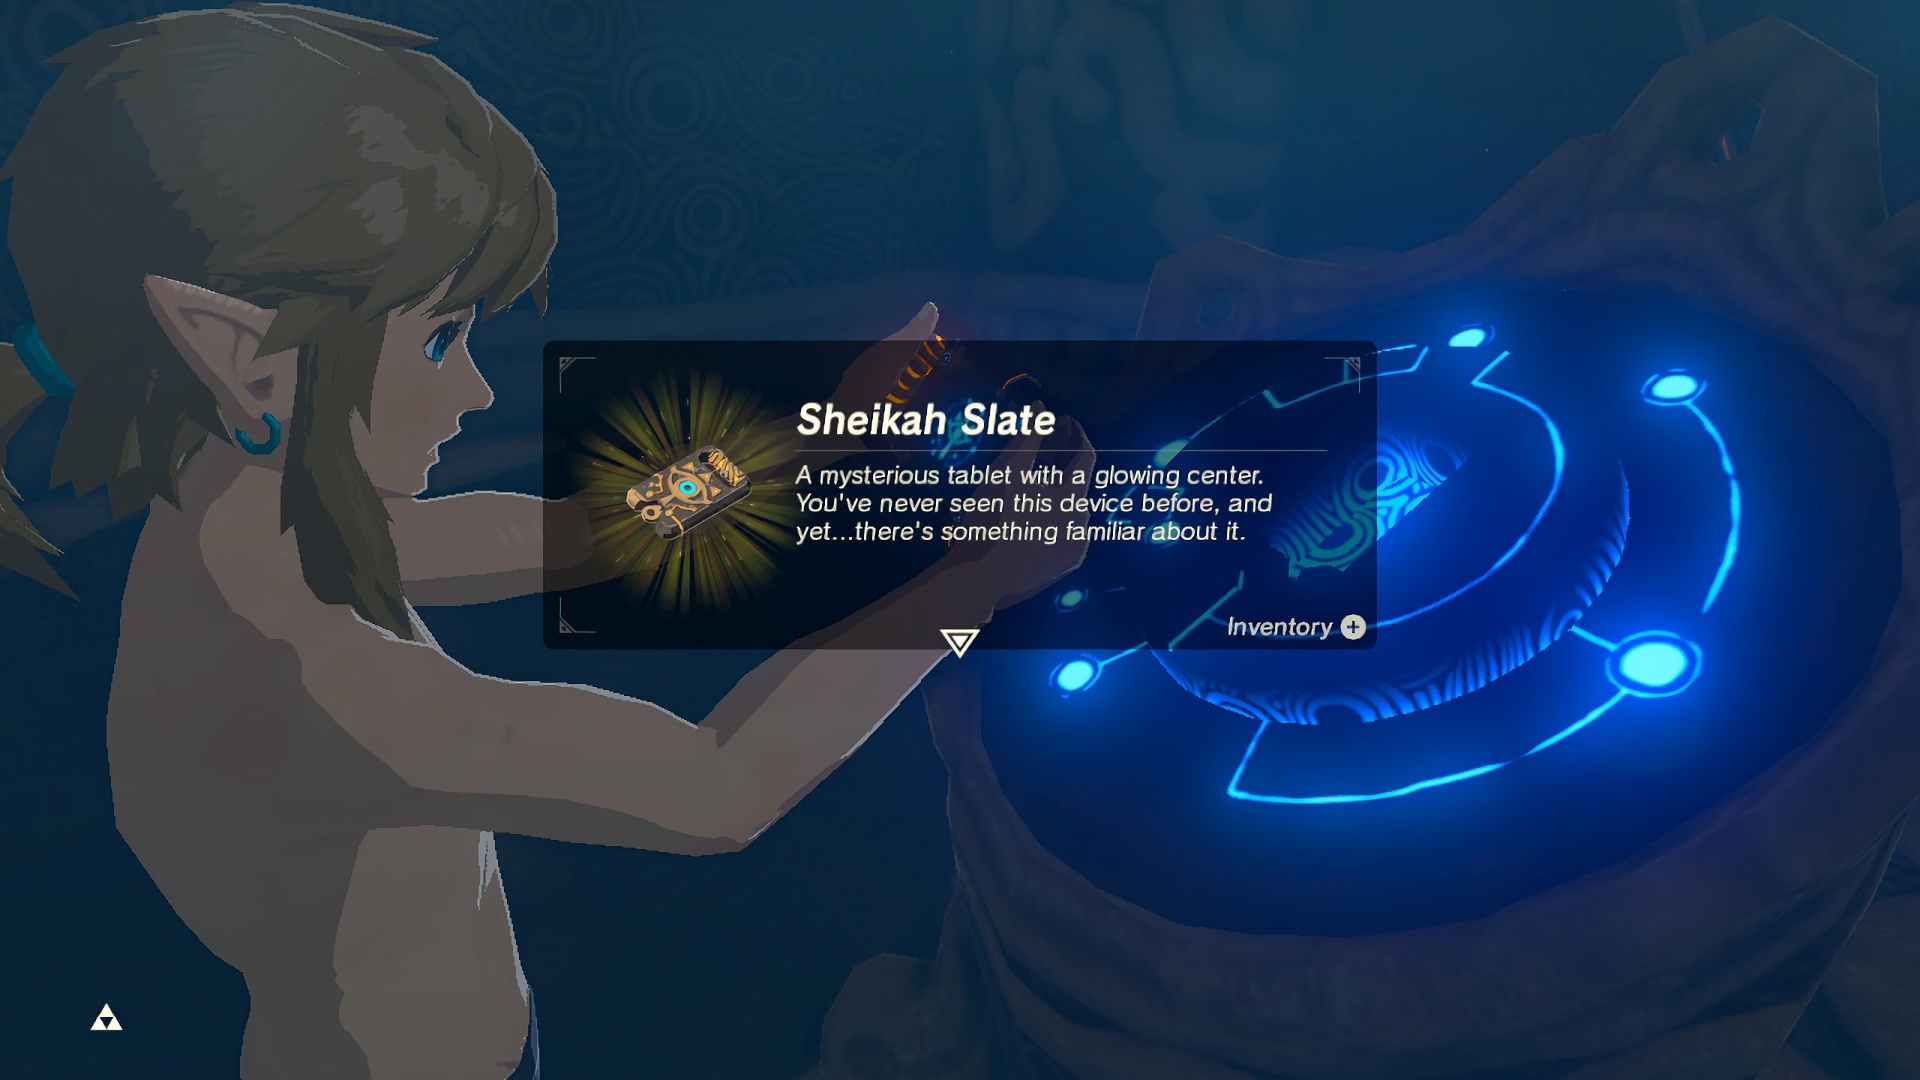 Sheikah Slate
A mysterious tablet with a glowing center.
You've never seen this device before, and
yet...there's something familiar about it.
Inventory